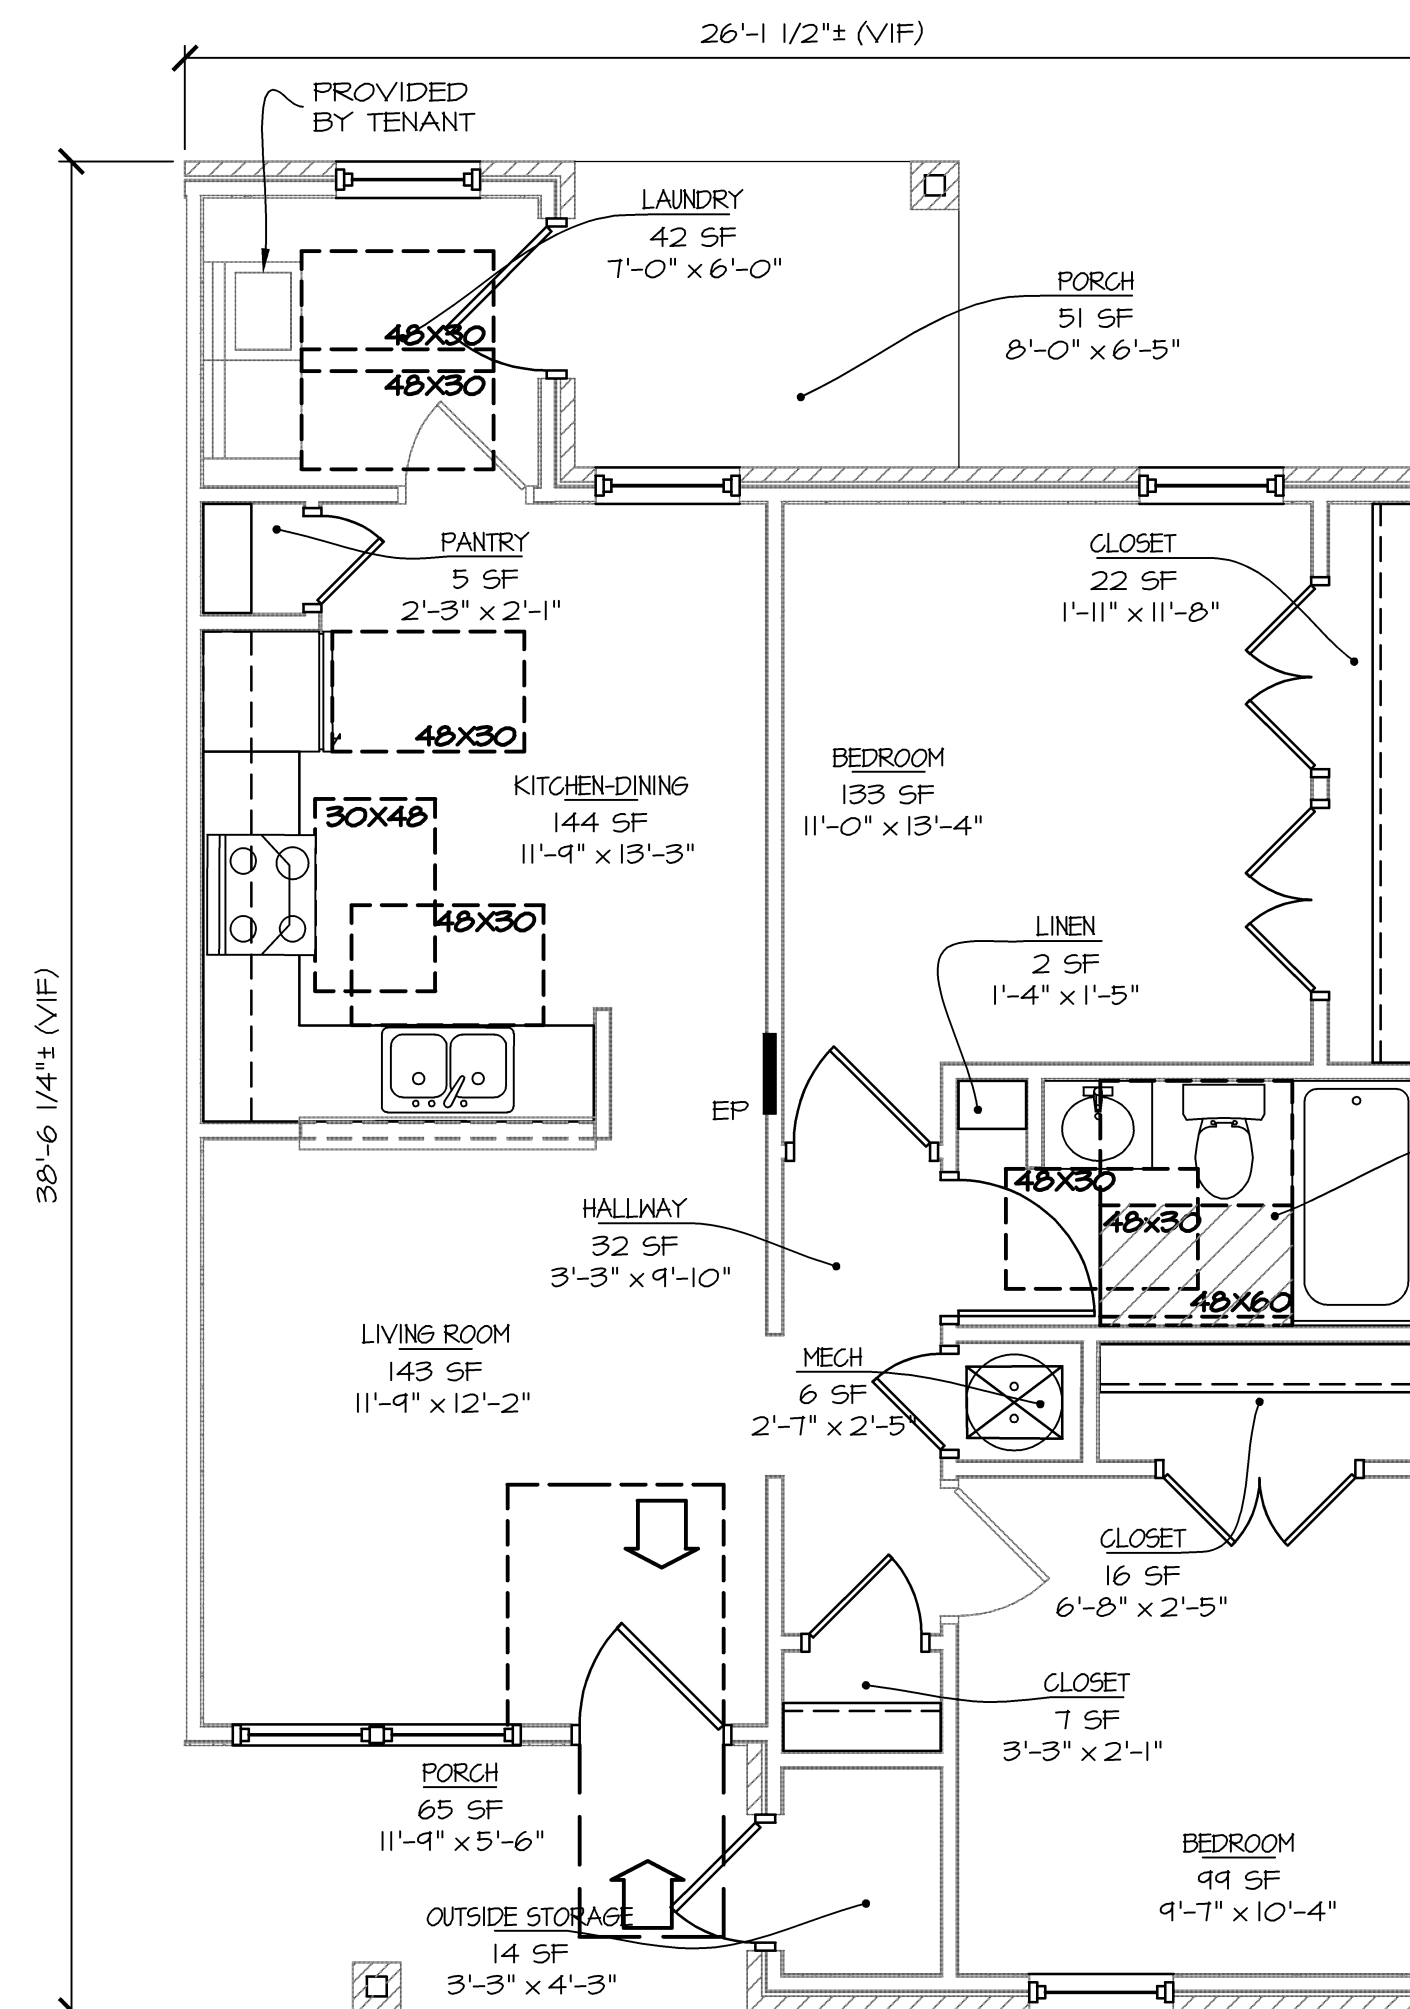 26'-1 1/2"± (VIF)
PROVIDED
BY TENANT
LAUNDRY
42 SF
7'-0" x 6'-0"
PORCH
51 SF
8'-0" x 6'-5"
48X30
48X30
PANTRY
5 SF
2'-3" x 2'-1"
CLOSET
22 SF
1'-11" x 11'-8"
48X30
KITCHEN-DINING
144 SF
11'-9" x 13'-3"
BEDROOM
133 SF
11'-0" x 13'-4"
30X48
48X30
LINEN
2 SF
1'-4" x 1'-5"
38'-6 1/4"± (VIF)
EP
48X30
48x30
48X60
HALLWAY
32 SF
3'-3" x 9'-10"
LIVING ROOM
143 SF
11'-9" x 12'-2"
MECH
6 SF
2'-7" x 2'-5"
CLOSET
16 SF
6'-8" x 2'-5"
CLOSET
7 SF
3'-3" x 2'-1"
PORCH
65 SF
11'-9" x 5'-6"
BEDROOM
99 SF
9'-7" x 10'-4"
OUTSIDE STORAGE
14 SF
3'-3" x 4'-3"